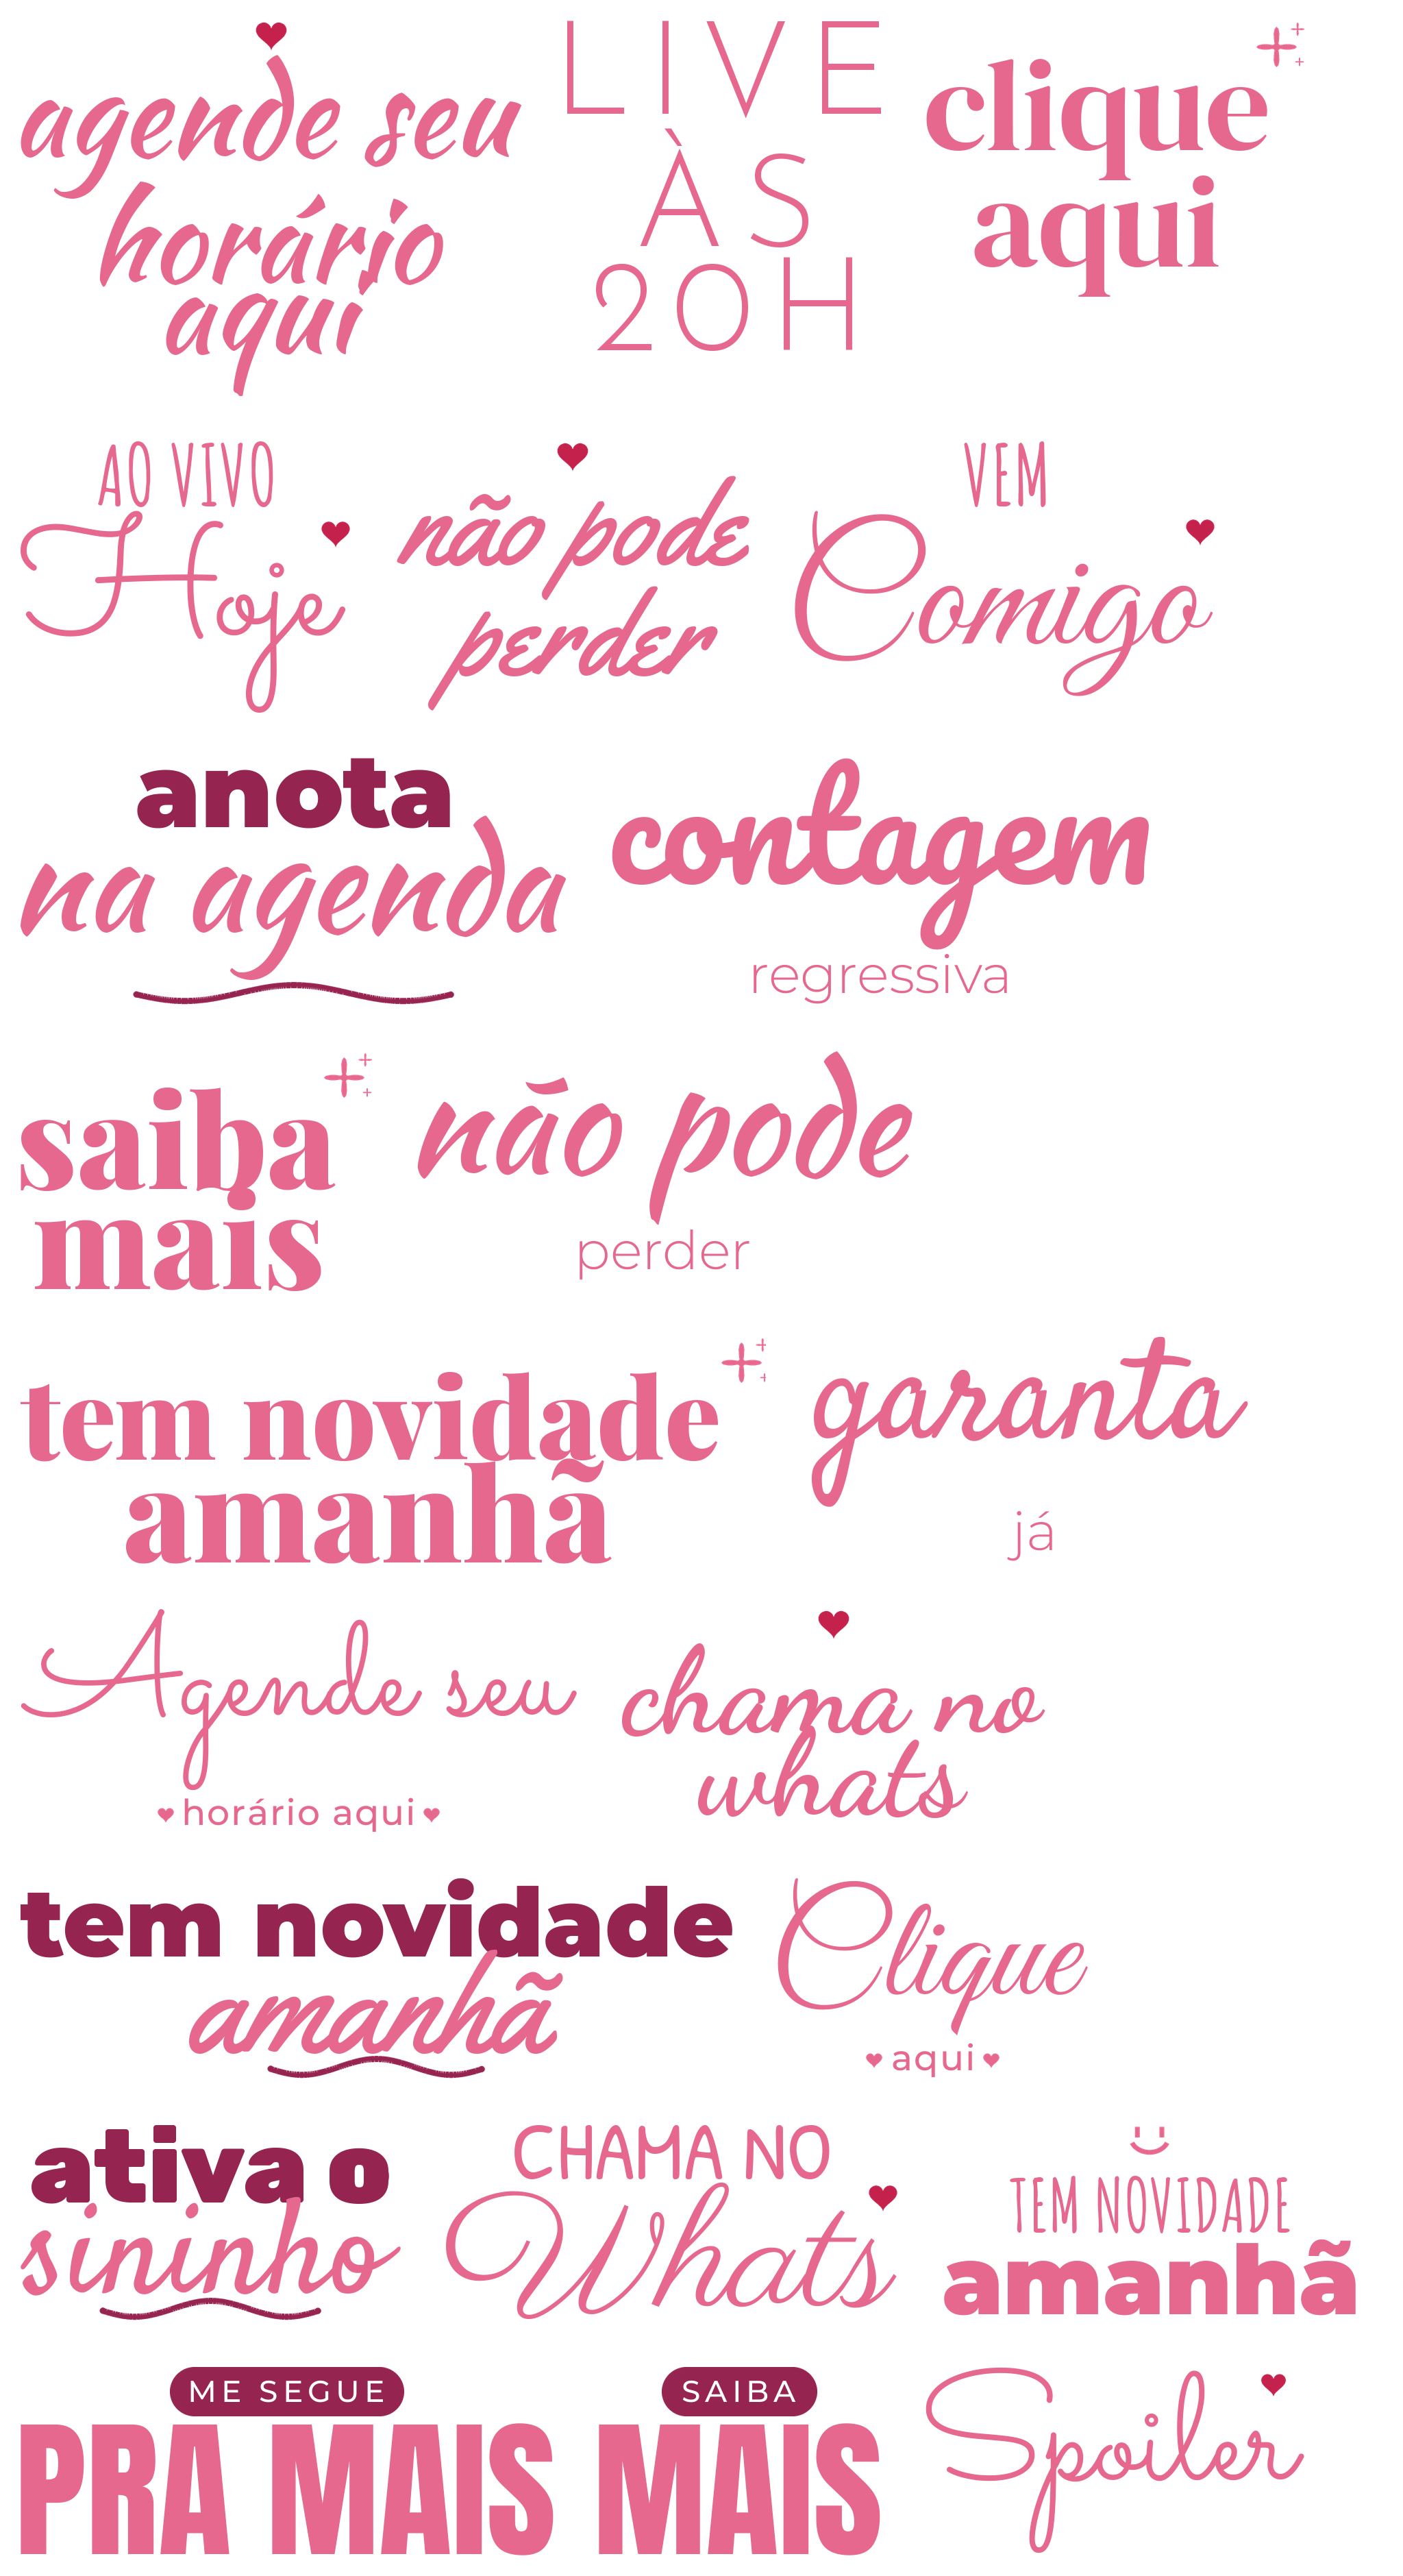 agende seu
horário
aqui
LIVE
ÀS
20H
clique
aqui
AO VIVO
Hoje
não pode
perder
VEM
Comigo
anota
na agenda
contagem
regressiva
saiba
mais
não pode
perder
tem novidade
amanhã
garanta
já
Agende seu
horário aqui
chama no
whats
tem novidade
amanhã
Clique
aqui
ativa o
sininho
CHAMA NO
Whats
TEM NOVIDADE
amanhã
ME SEGUE
PRA MAIS
SAIBA
MAIS
Spoiler